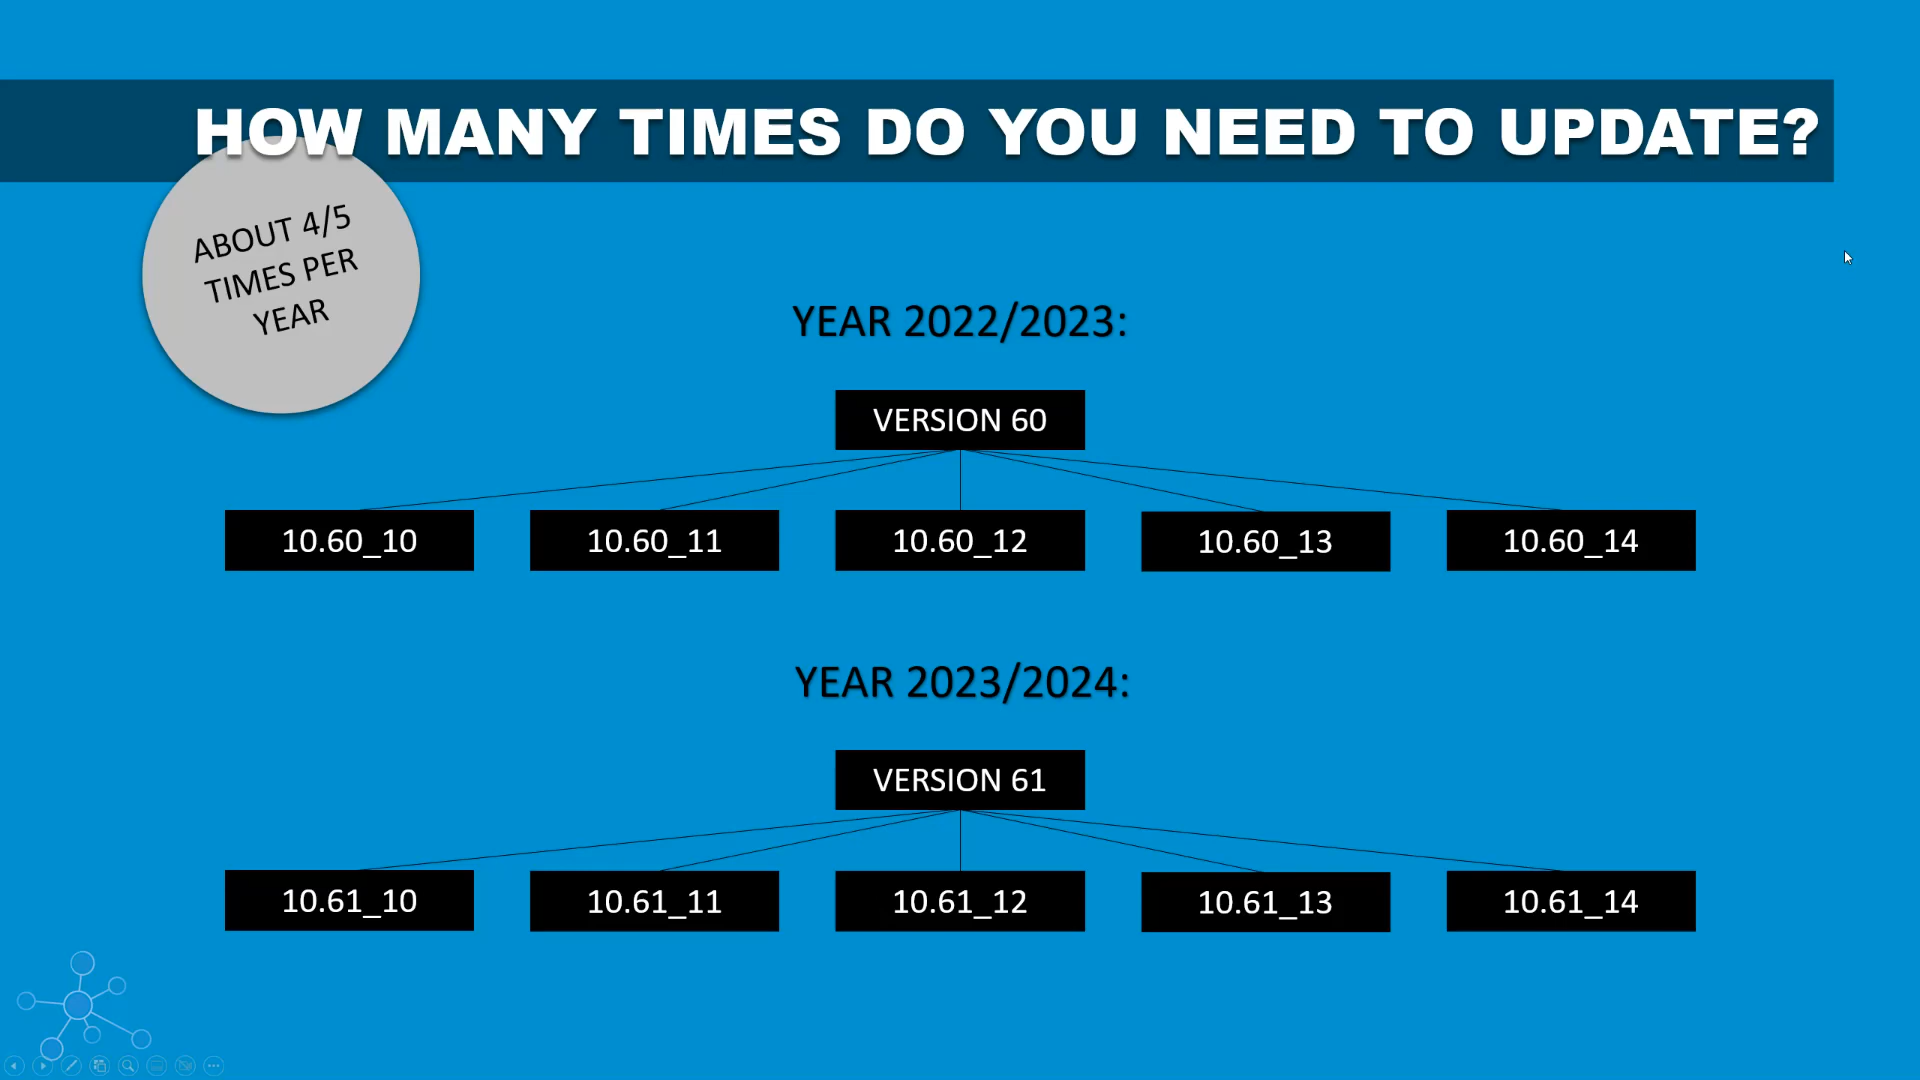 HOW MANY TIMES DO YOU NEED TO UPDATE?
ABOUT 4/5
TIMES PER
YEAR
YEAR 2022/2023:
VERSION 60
10.60_10
10.60_11
10.60_12
10.60_13
10.60_14
YEAR 2023/2024:
VERSION 61
10.61_10
10.61_11
10.61_12
10.61_13
10.61_14